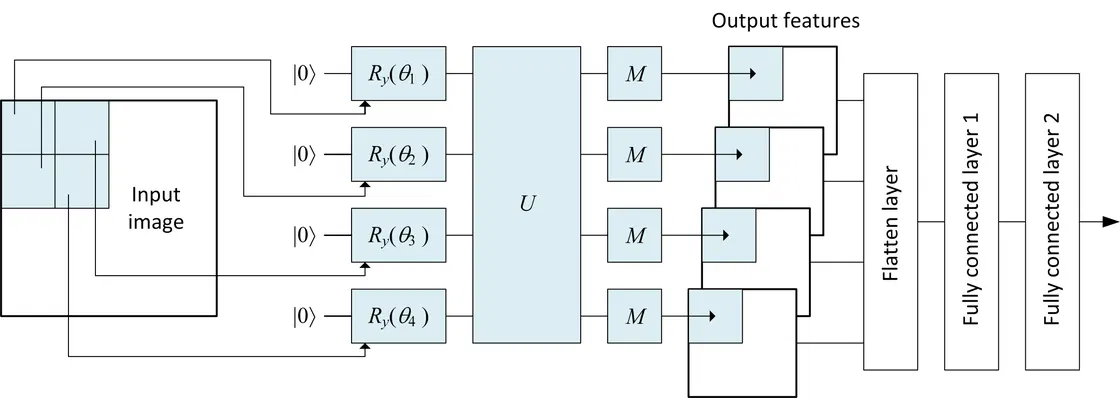 Output features
|0⟩ Ry(θ1 ) M
|0⟩ Ry(θ2 ) M
Input
image
U
|0⟩ Ry(θ3 ) M
|0⟩ Ry(θ4 ) M
Flatten layer
Fully connected layer 1
Fully connected layer 2